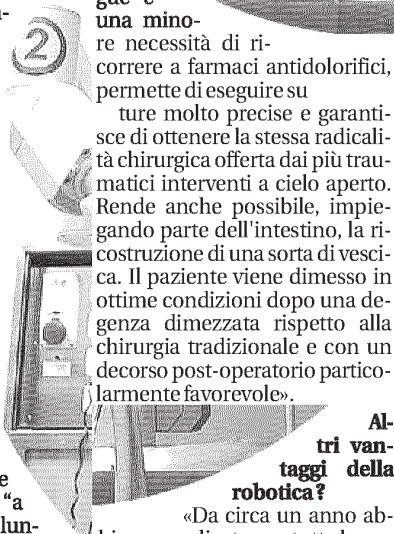 2
una mino-
re necessità di ri-
correre a farmaci antidolorifici,
permette di eseguire su
ture molto precise e garanti-
sce di ottenere la stessa radicali-
tà chirurgica offerta dai più trau-
matici interventi a cielo aperto.
Rende anche possibile, impie-
gando parte dell'intestino, la ri-
costruzione di una sorta di vesci-
ca. Il paziente viene dimesso in
ottime condizioni dopo una de-
genza dimezzata rispetto alla
chirurgia tradizionale e con un
decorso post-operatorio partico-
larmente favorevole».
Al-
tri van-
taggi della
robotica?
«Da circa un anno ab-
“a
lun-